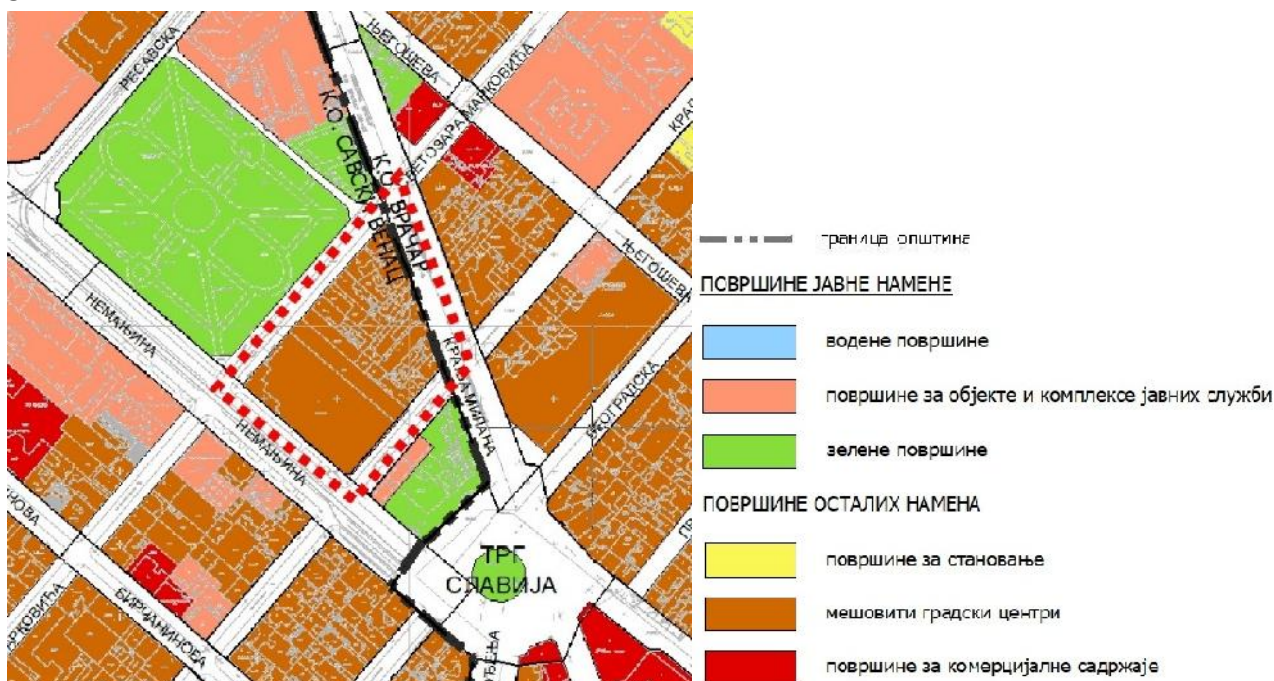 РЕСАВСКА
ЊЕГОШЕВА
К.О. САВСКИ ВЕНАЦ
К.О. ВРАЧАР
МАРКОВИЋА
ЊЕГОШЕВА
НЕМАЊИНА
НЕМАЊИНА
КРАЉА МИЛАНА
БЕОГРАДСКА
БИРЧАНИНОВА
ТРГ
СЛАВИЈА
граница општина
ПОВРШИНЕ ЈАВНЕ НАМЕНЕ
водене површине
површине за објекте и комплексе јавних служби
зелене површине
ПОВРШИНЕ ОСТАЛИХ НАМЕНА
површине за становање
мешовити градски центри
површине за комерцијалне садржаје